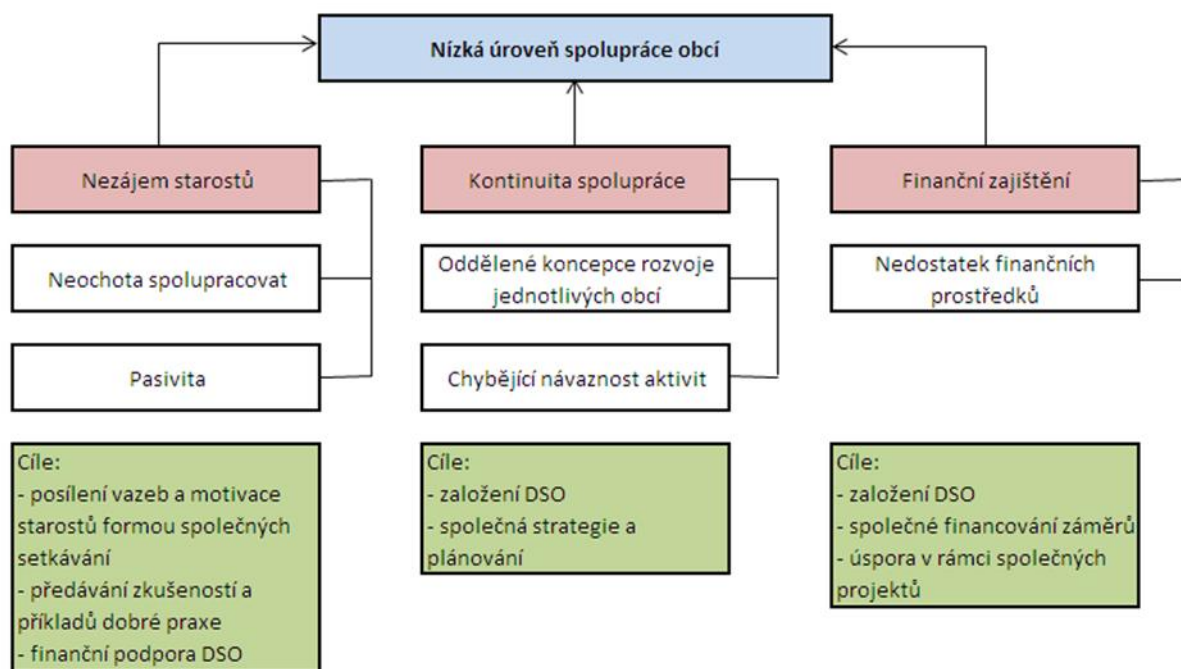 Nízká úroveň spolupráce obcí
Nezájem starostů
Kontinuita spolupráce
Finanční zajištění
Neochota spolupracovat
Oddělené koncepce rozvoje
jednotlivých obcí
Nedostatek finančních
prostředků
Pasivita
Chybějící návaznost aktivit
Cíle:
- posílení vazeb a motivace
starostů formou společných
setkávání
- předávání zkušeností a
příkladů dobré praxe
- finanční podpora DSO
Cíle:
- založení DSO
- společná strategie a
plánování
Cíle:
- založení DSO
- společné financování záměrů
- úspora v rámci společných
projektů